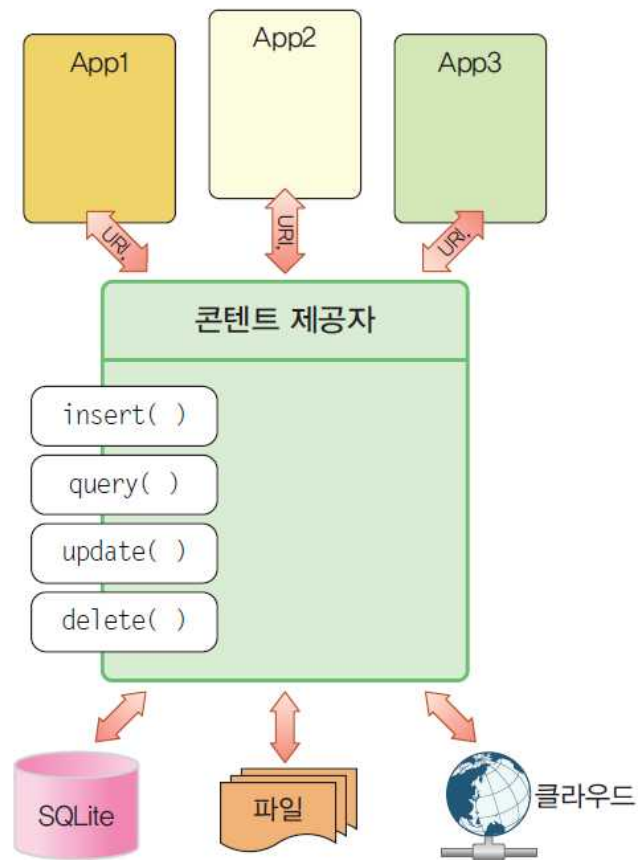 App1
App2
App3
URI.
URI.
URI.
콘텐트 제공자
insert( )
query( )
update( )
delete( )
SQLite
파일
클라우드